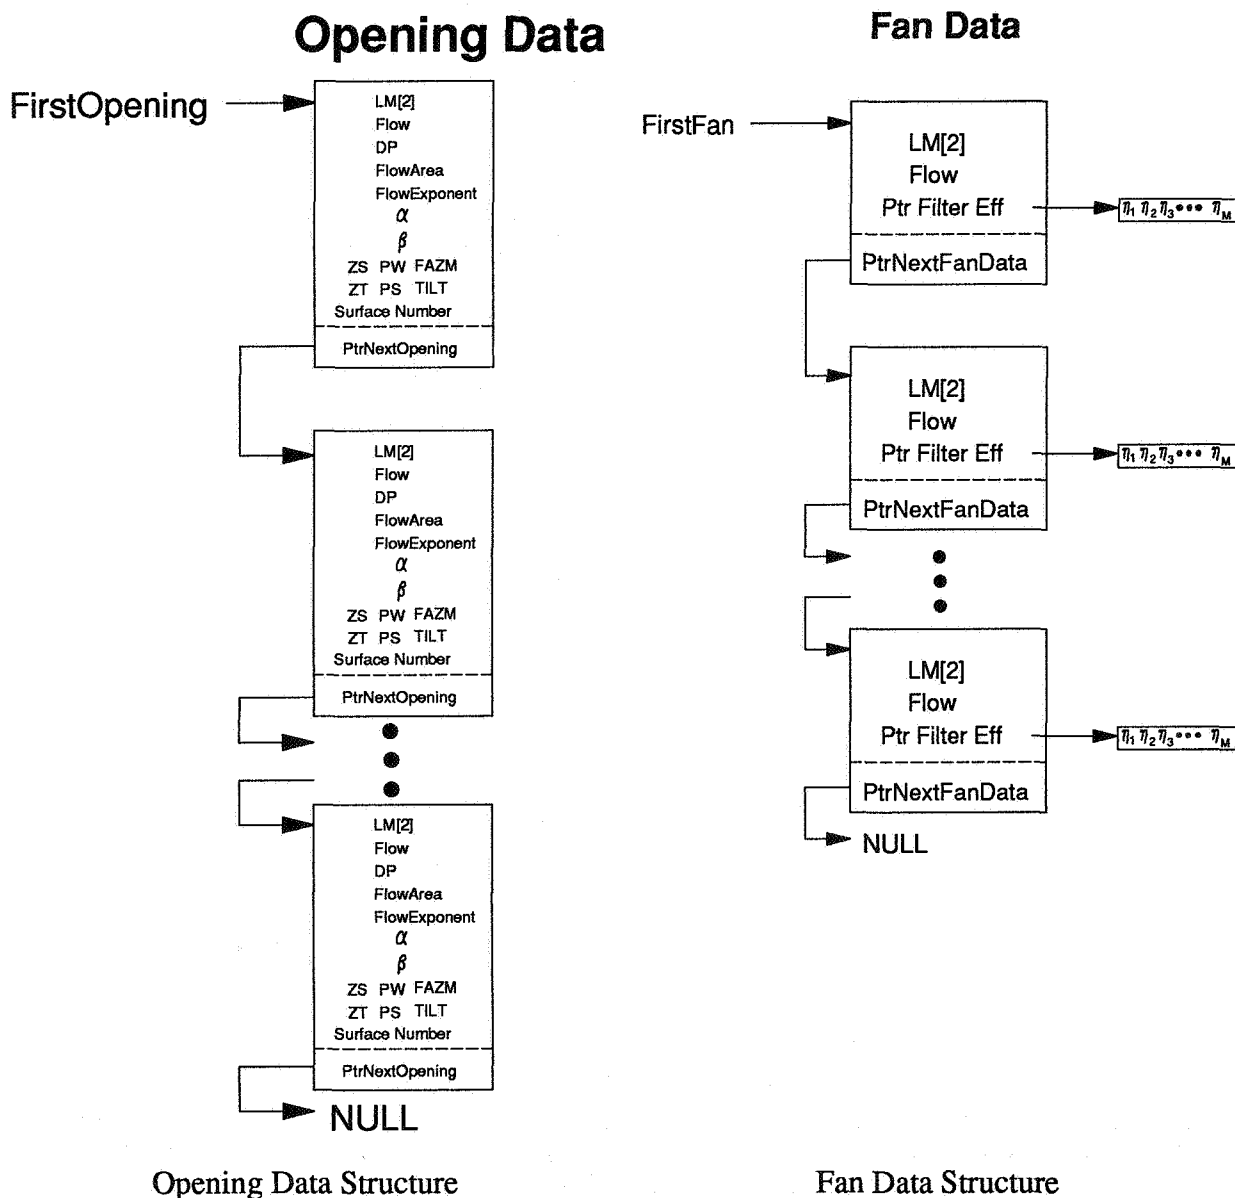 Opening Data
FirstOpening
LM[2]
Flow
DP
FlowArea
FlowExponent
α
β
ZS PW FAZM
ZT PS TILT
Surface Number
PtrNextOpening
LM[2]
Flow
DP
FlowArea
FlowExponent
α
β
ZS PW FAZM
ZT PS TILT
Surface Number
PtrNextOpening
LM[2]
Flow
DP
FlowArea
FlowExponent
α
β
ZS PW FAZM
ZT PS TILT
Surface Number
PtrNextOpening
NULL
Opening Data Structure
Fan Data
FirstFan
LM[2]
Flow
Ptr Filter Eff
η1 η2 η3 ••• ηM
PtrNextFanData
LM[2]
Flow
Ptr Filter Eff
η1 η2 η3 ••• ηM
PtrNextFanData
LM[2]
Flow
Ptr Filter Eff
η1 η2 η3 ••• ηM
PtrNextFanData
NULL
Fan Data Structure